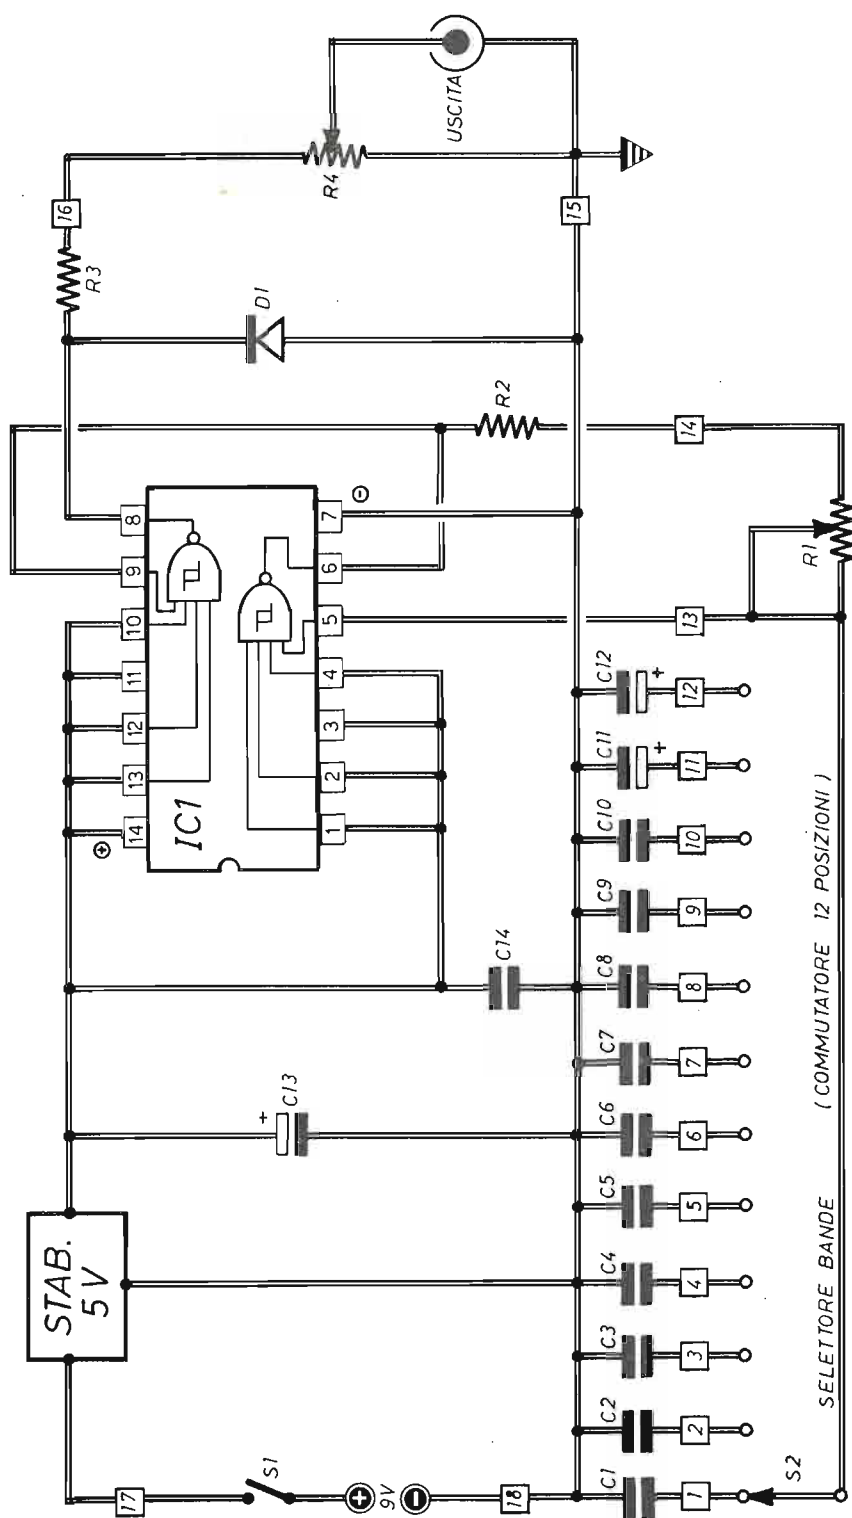 STAB.
5V
17
S1
+
9V
-
18
C13
+
C14
IC1
14
13
12
11
10
9
8
1
2
3
4
5
6
7
+
-
R3
16
D1
R4
USCITA
15
R2
14
R1
13
C1
C2
C3
C4
C5
C6
C7
C8
C9
C10
C11
C12
+
+
1
2
3
4
5
6
7
8
9
10
11
12
S2
SELETTORE BANDE (COMMUTATORE 12 POSIZIONI)